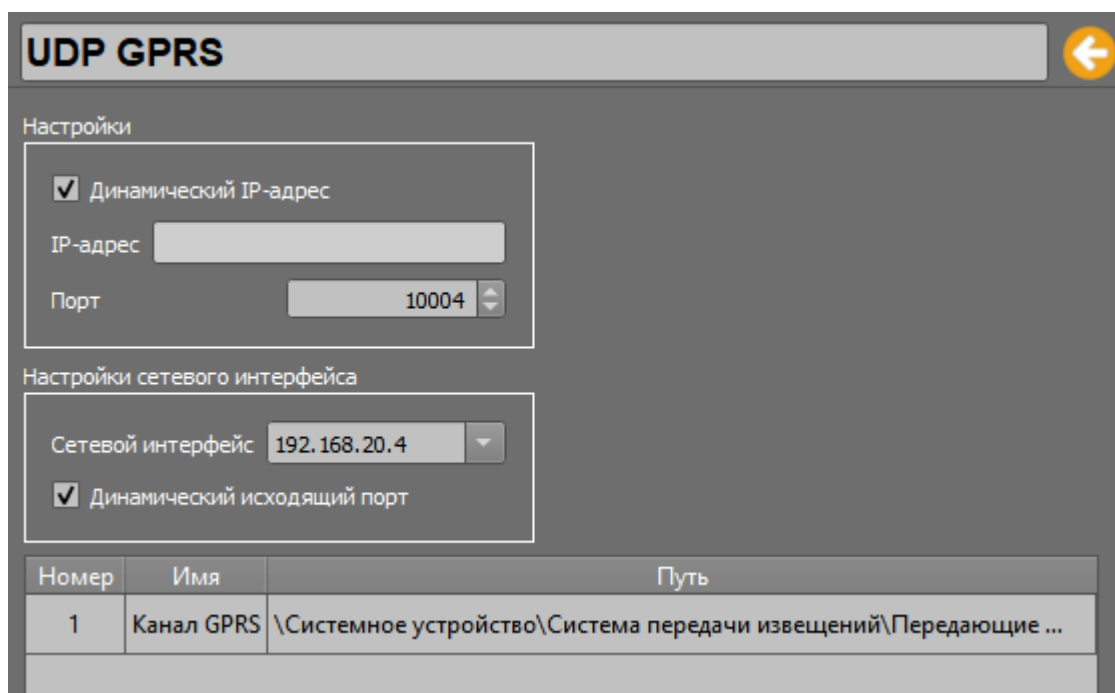 UDP GPRS
Настройки
Динамический IP-адрес
IP-адрес
Порт 10004
Настройки сетевого интерфейса
Сетевой интерфейс 192.168.20.4
Динамический исходящий порт
Номер Имя Путь
1 Канал GPRS \Системное устройство\Система передачи извещений\Передающие ...